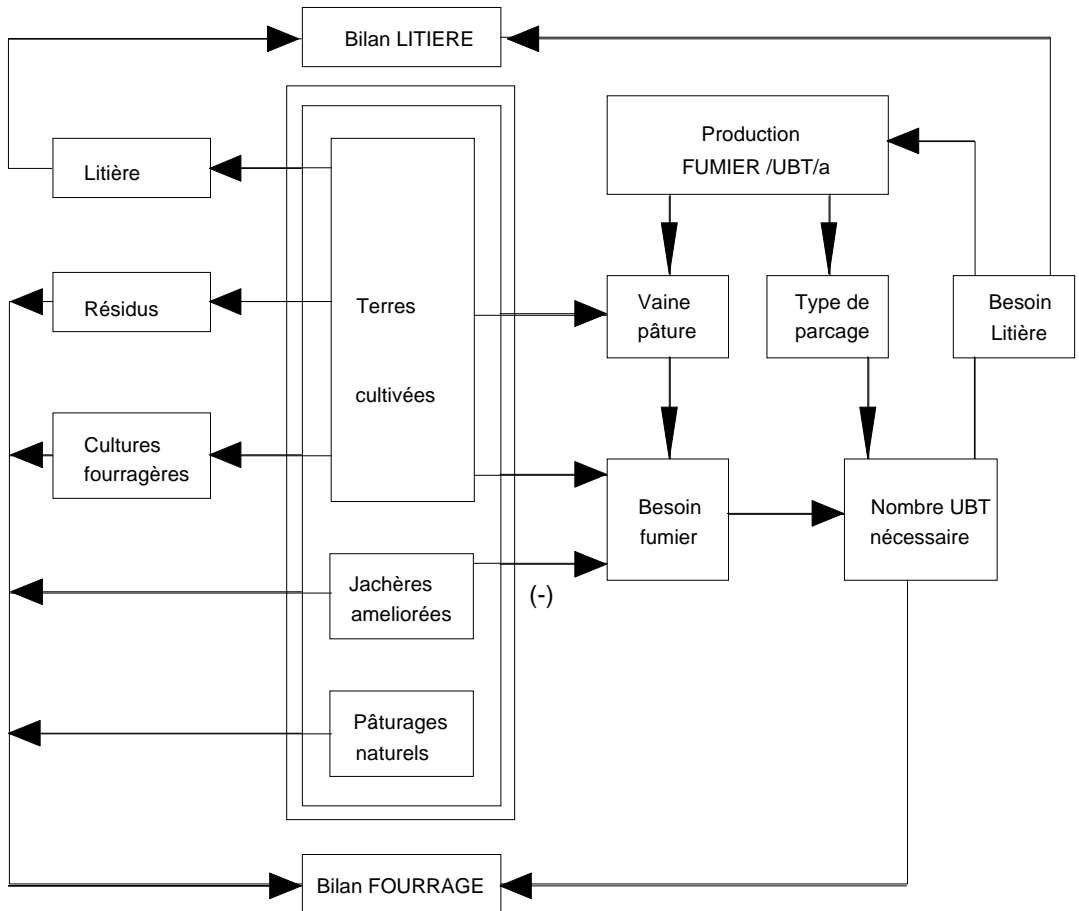 Bilan LITIERE
Production
FUMIER /UBT/a
Litière
Résidus
Terres
cultivées
Vaine
pâture
Type de
parcage
Besoin
Litière
Cultures
fourragères
Besoin
fumier
Nombre UBT
nécessaire
Jachères
ameliorées
(-)
Pâturages
naturels
Bilan FOURRAGE